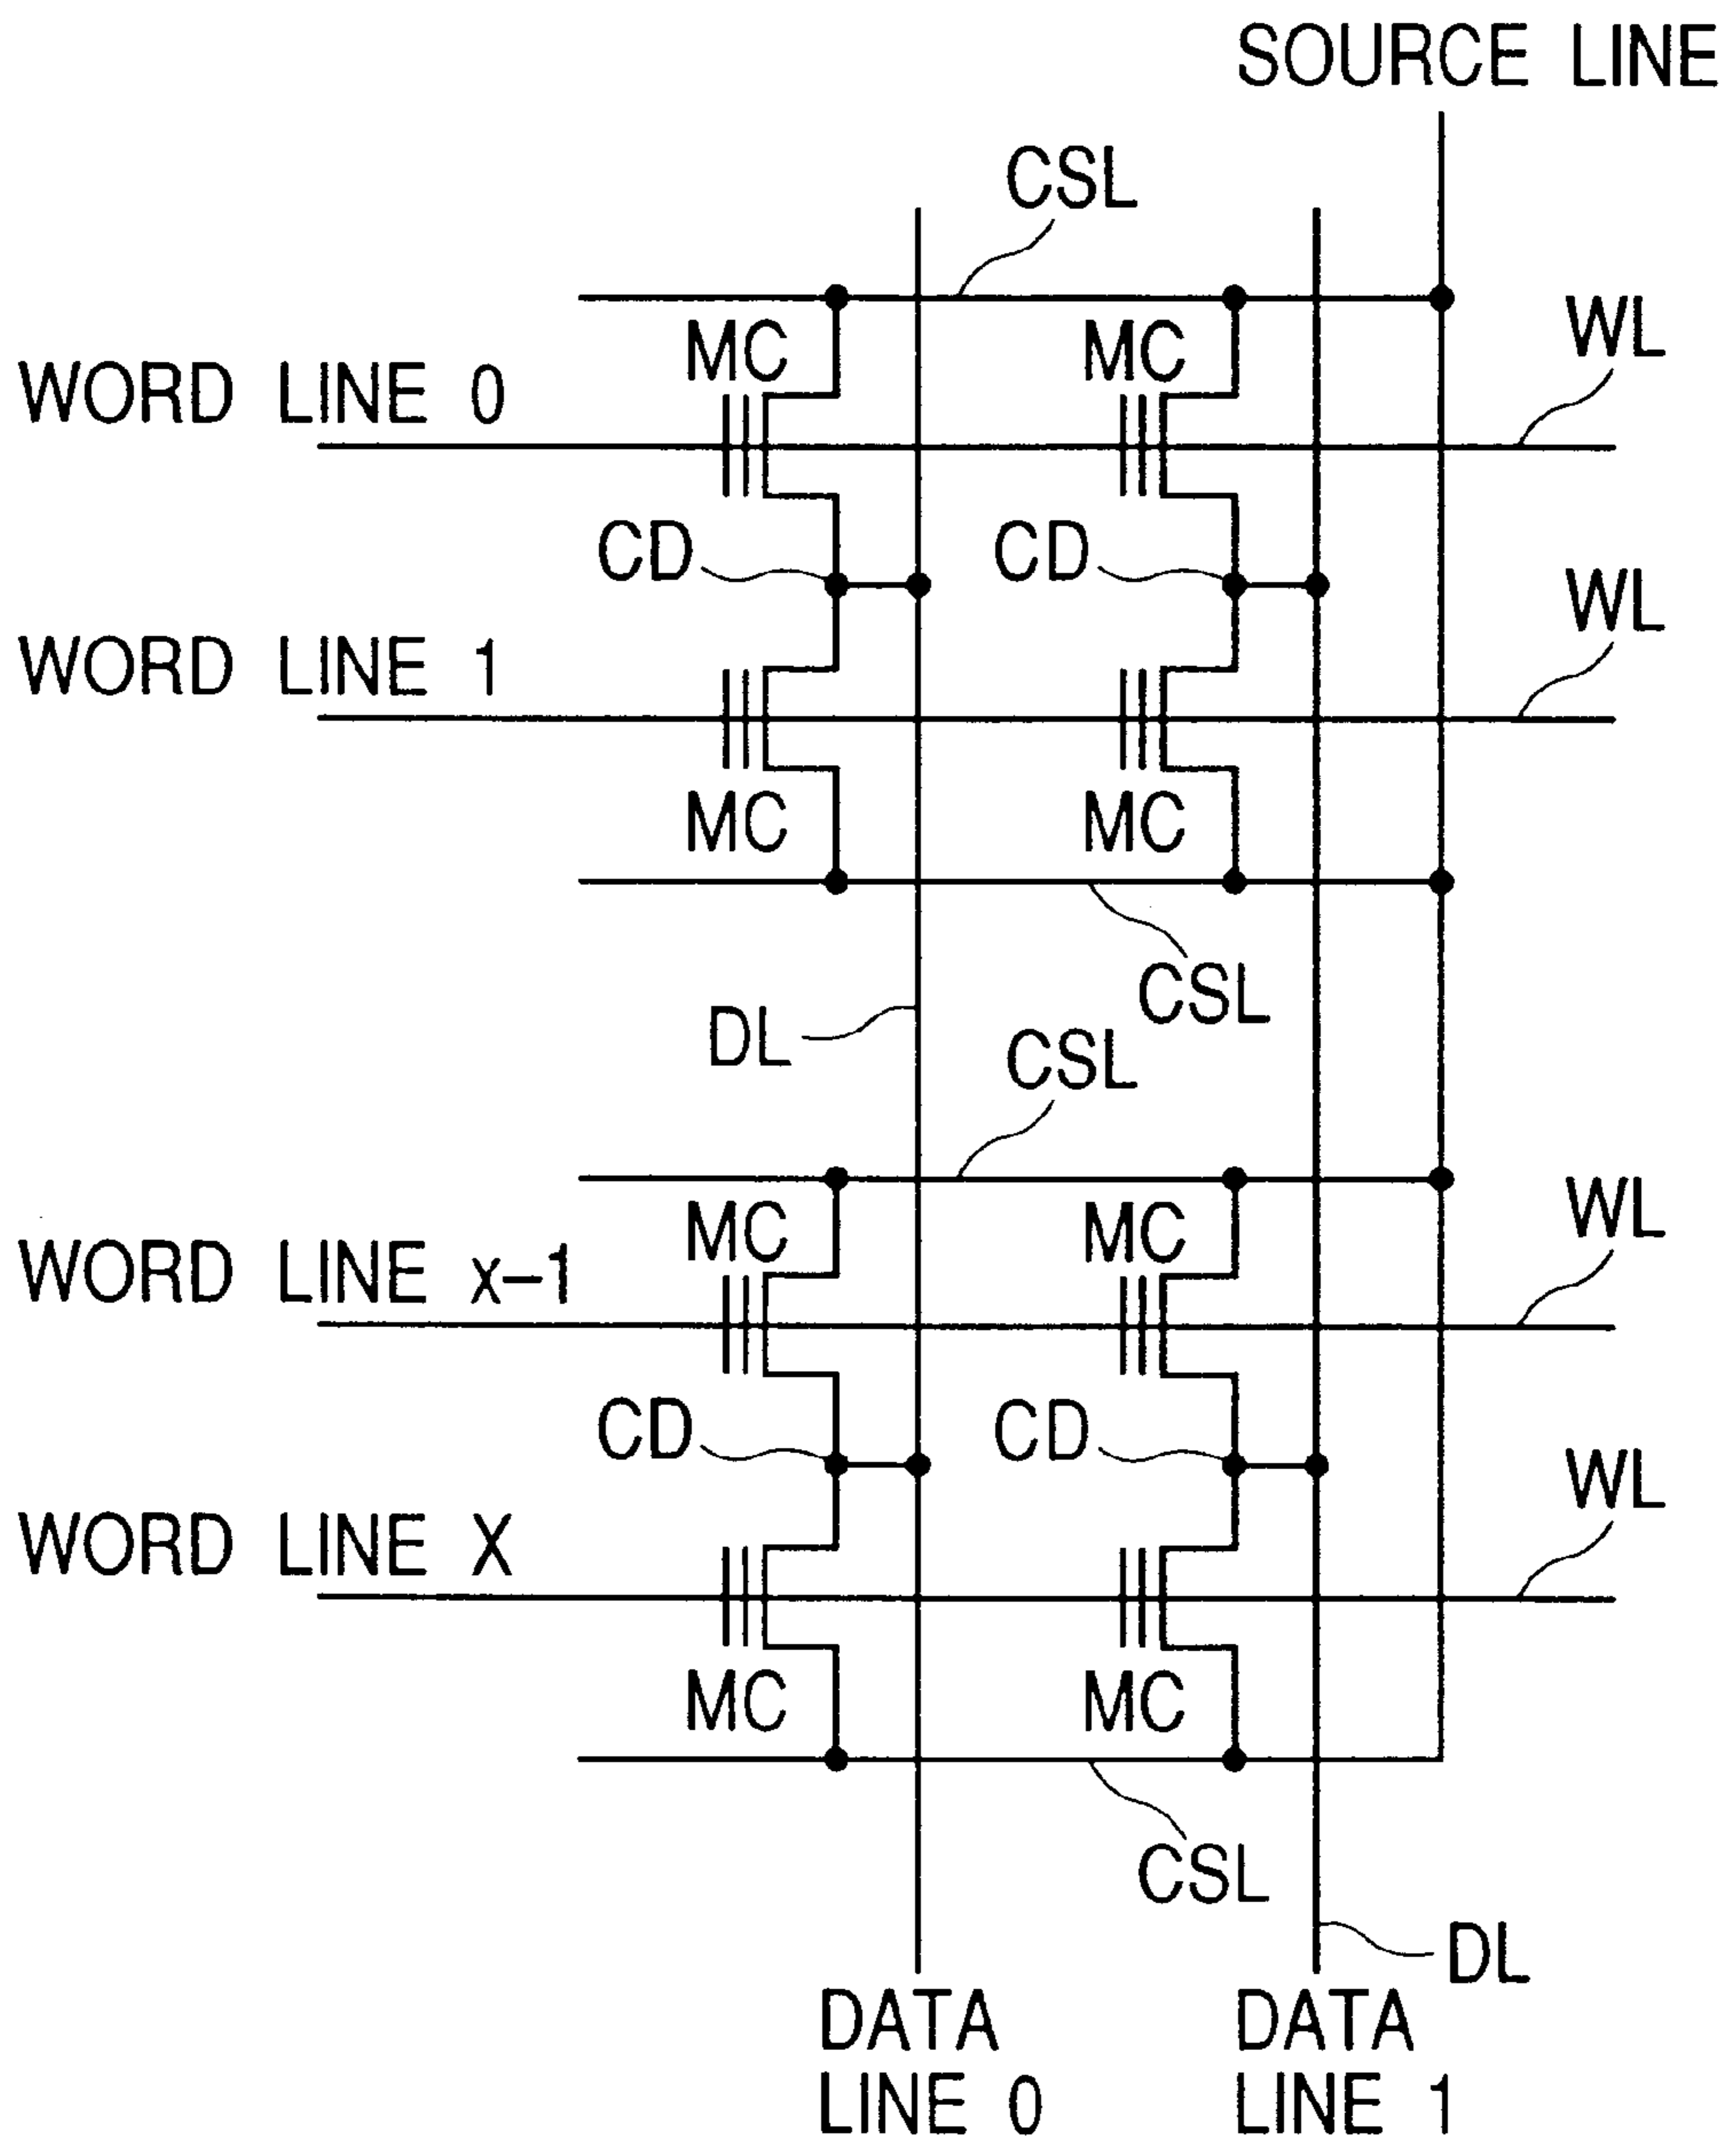 SOURCE LINE
CSL
MC MC WL
WORD LINE 0
CD CD
WL
WORD LINE 1
MC MC
CSL
DL
CSL
MC MC WL
WORD LINE x-1
CD CD
WL
WORD LINE X
MC MC
CSL
DL
DATA LINE 0
DATA LINE 1